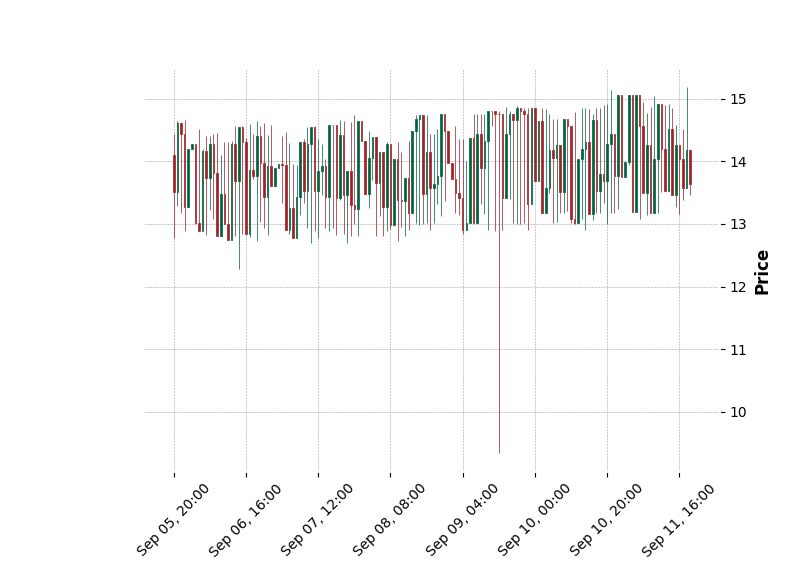 15
14
13
12
11
10
Price
Sep 05, 20:00
Sep 06, 16:00
Sep 07, 12:00
Sep 08, 08:00
Sep 09, 04:00
Sep 10, 00:00
Sep 10, 20:00
Sep 11, 16:00